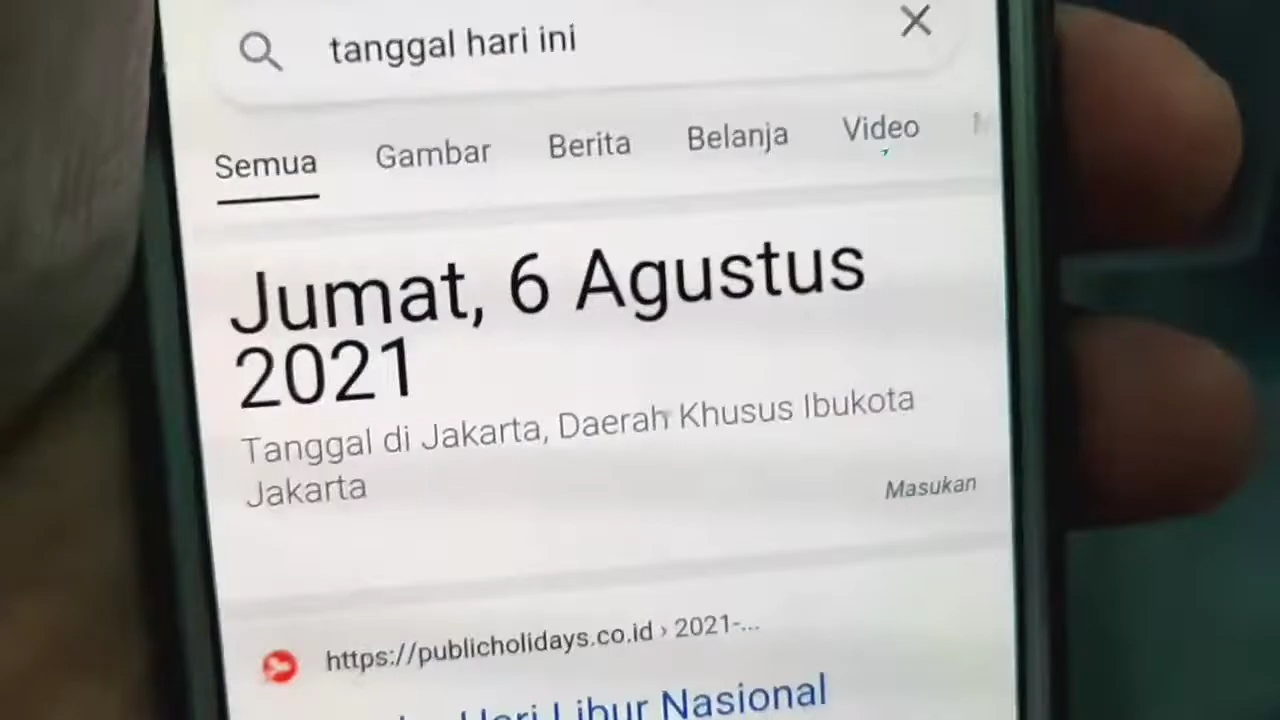 tanggal hari ini
Semua Gambar Berita Belanja Video
Jumat, 6 Agustus
2021
Tanggal di Jakarta, Daerah Khusus Ibukota
Jakarta
Masukan
https://publicholidays.co.id › 2021-...
Hari Libur Nasional